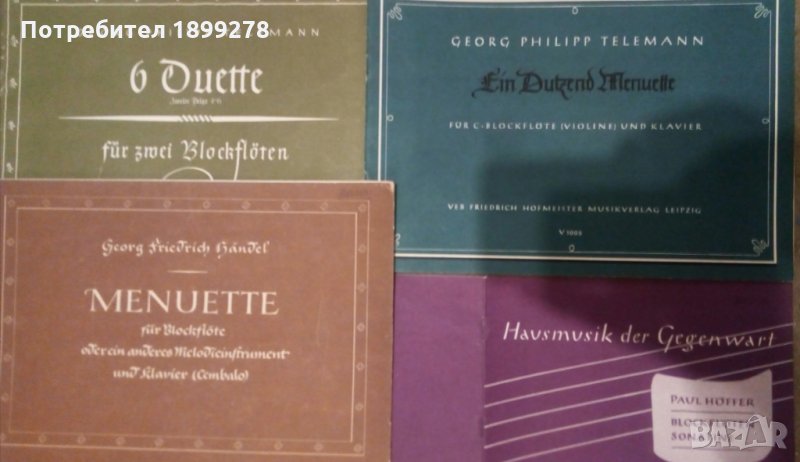 Потребител 1899278
6 Duette
für zwei Blockflöten
GEORG PHILIPP TELEMANN
Ein Dutzend Menuette
FÜR C-BLOCKFLÖTE (VIOLINE) UND KLAVIER
VEB FRIEDRICH HOFMEISTER MUSIKVERLAG LEIPZIG
V 1005
Georg Friedrich Händel
MENUETTE
für Blockflöte
oder ein anderes Melodieinstrument
und Klavier (Cembalo)
Hausmusik der Gegenwart
PAUL HÖFFER
BAZAR